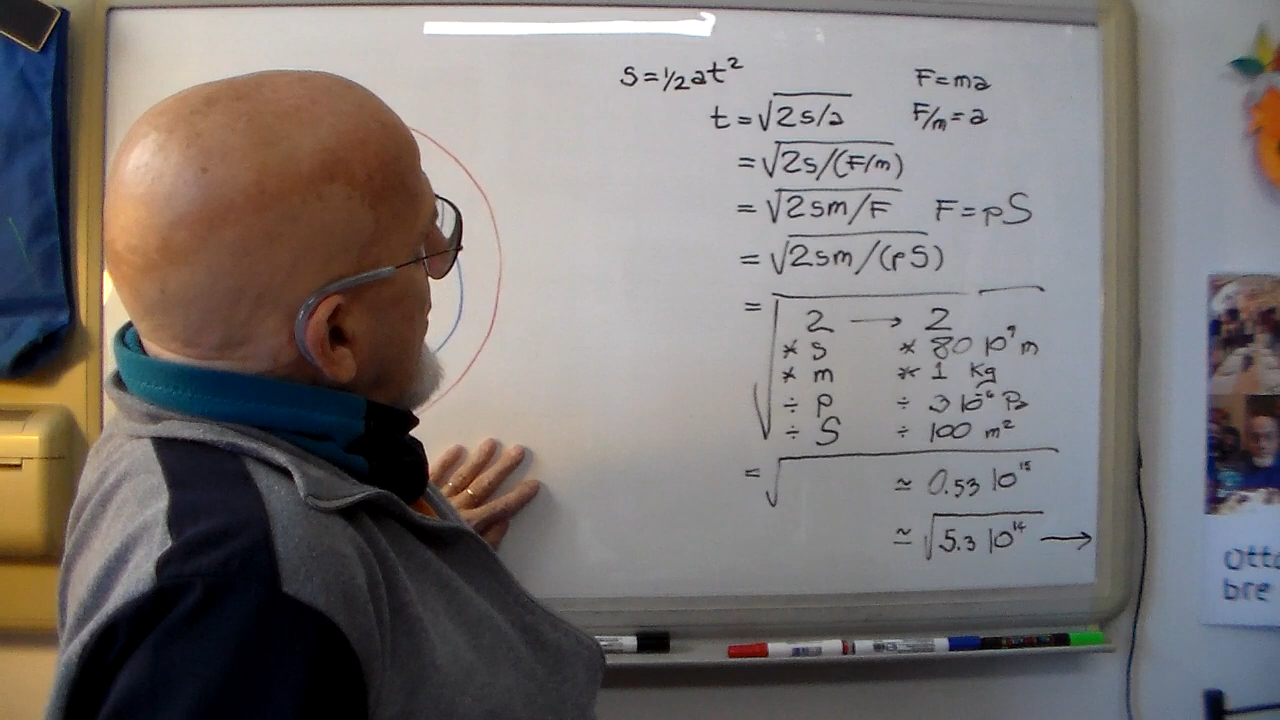 s=½at² F=ma
t=√2s/a F/m=a
=√2s/(F/m)
=√2sm/F F=pS
=√2sm/(pS)
=√ 2 → 2
* s * 80 10⁹ m
* m * 1 Kg
÷ p ÷ 3 10⁻⁶ Pa
÷ S ÷ 100 m²
=√ ≃ 0.53 10¹⁵
≃ √5.3 10¹⁴ →
Otto
bre